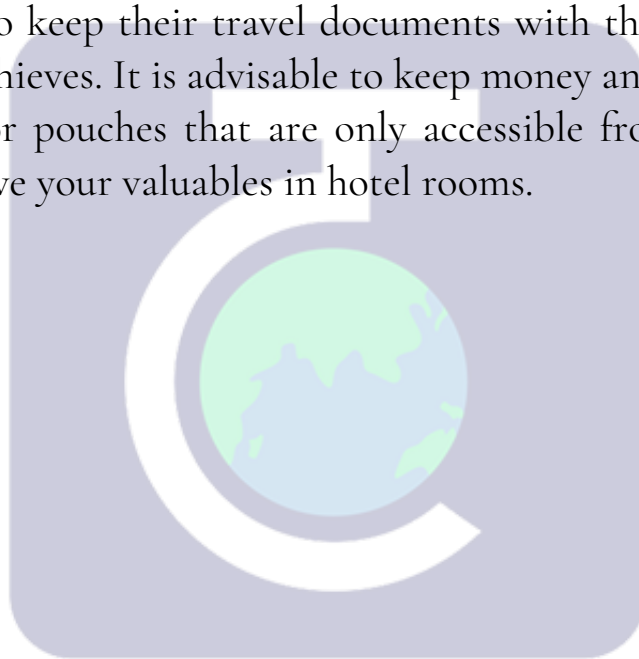 keep their travel documents with
It is advisable to keep money
pouches that are only accessible
your valuables in hotel rooms.